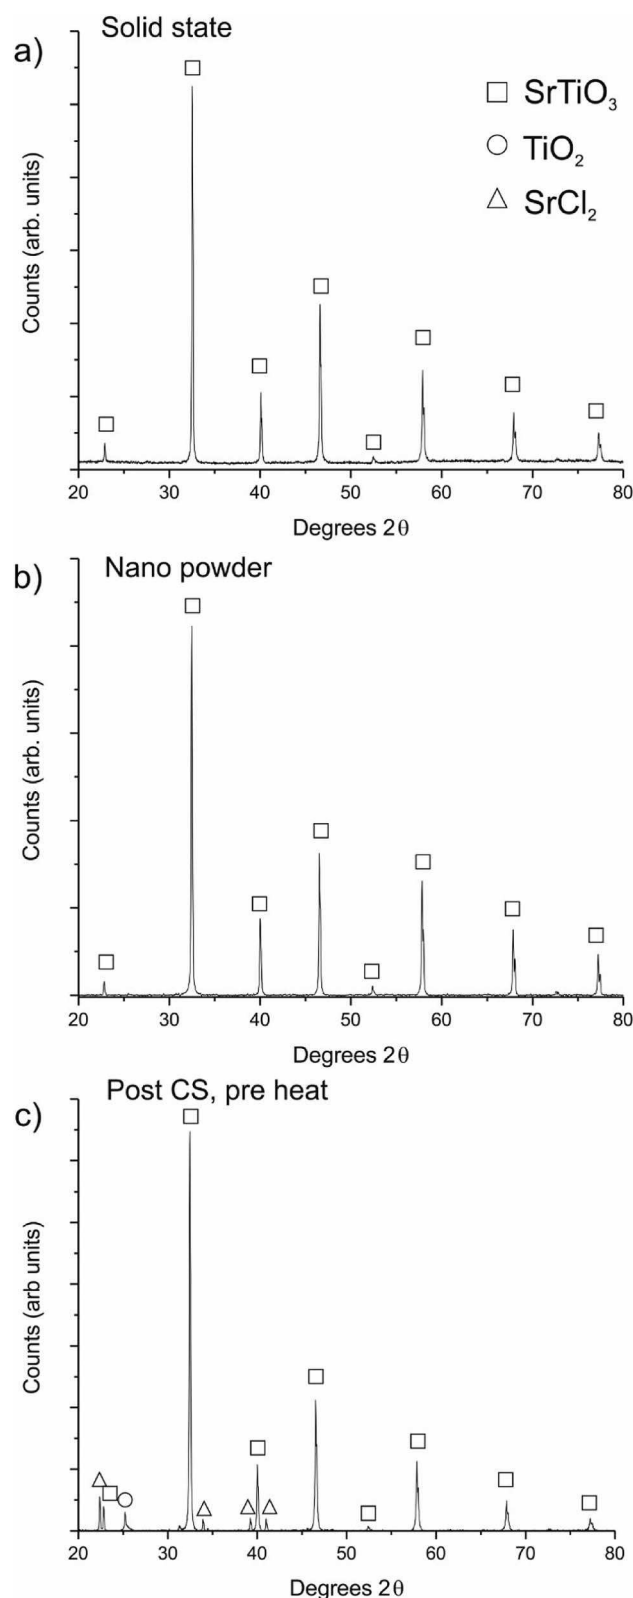 Solid state
a)
□ SrTiO₃
○ TiO₂
△ SrCl₂
Counts (arb. units)
20 30 40 50 60 70 80
Degrees 2θ
b) Nano powder
Counts (arb. units)
20 30 40 50 60 70 80
Degrees 2θ
Post CS, pre heat
c)
Counts (arb units)
20 30 40 50 60 70 80
Degrees 2θ